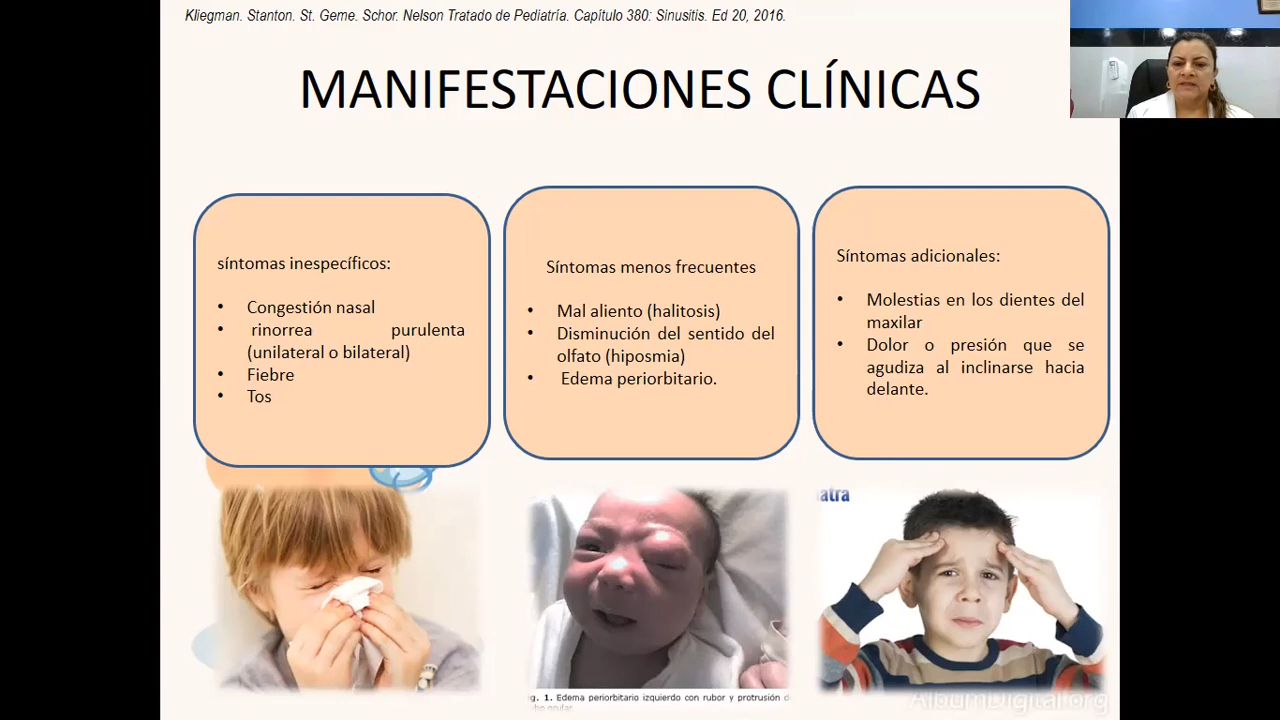 Kliegman. Stanton. St. Geme. Schor. Nelson Tratado de Pediatría. Capítulo 380: Sinusitis. Ed 20, 2016.
MANIFESTACIONES CLÍNICAS
síntomas inespecíficos:
• Congestión nasal
• rinorrea purulenta
(unilateral o bilateral)
• Fiebre
• Tos
Síntomas menos frecuentes
• Mal aliento (halitosis)
• Disminución del sentido del
olfato (hiposmia)
• Edema periorbitario.
Síntomas adicionales:
• Molestias en los dientes del
maxilar
• Dolor o presión que se
agudiza al inclinarse hacia
delante.
atra
g. 1. Edema periorbitario izquierdo con rubor y protrusión d
ocular
AlbumDigital.org